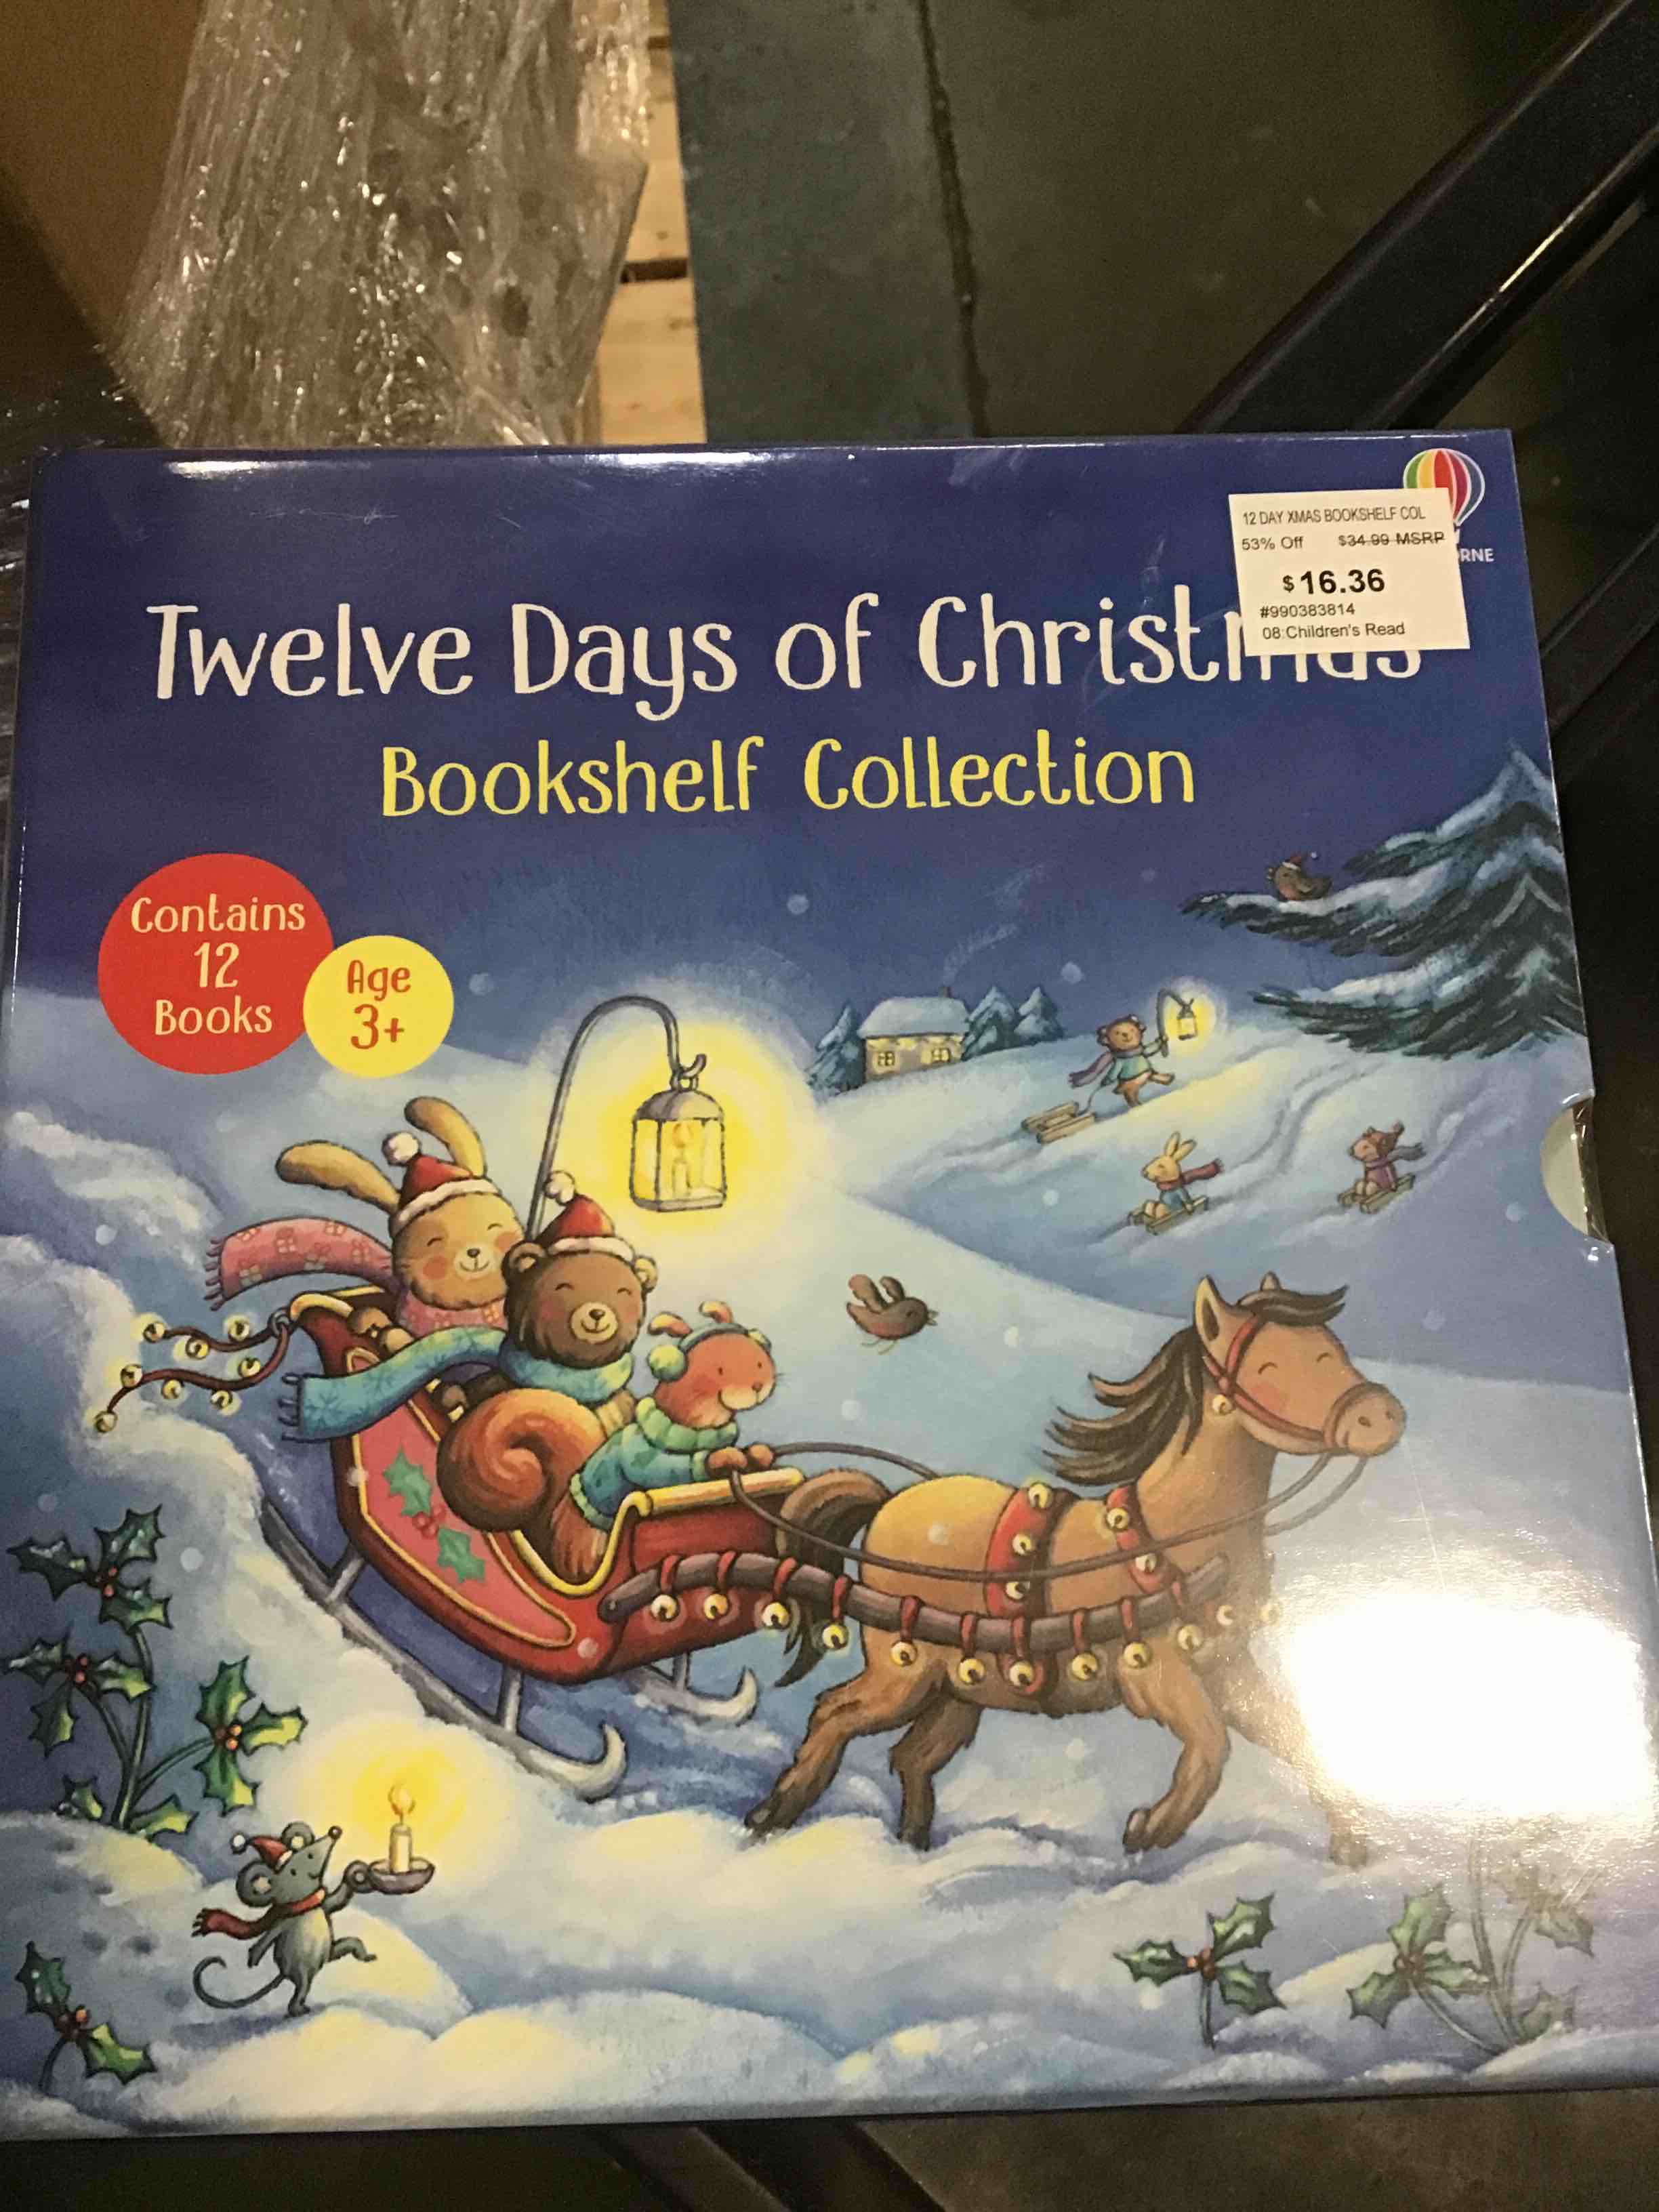 12 DAY XMAS BOOKSHELF COL
53% Off $34.99 MSRP
$16.36
#990383814
08:Children's Read
RNE
Twelve Days of Christmas
Bookshelf Collection
Contains
12
Books
Age
3+